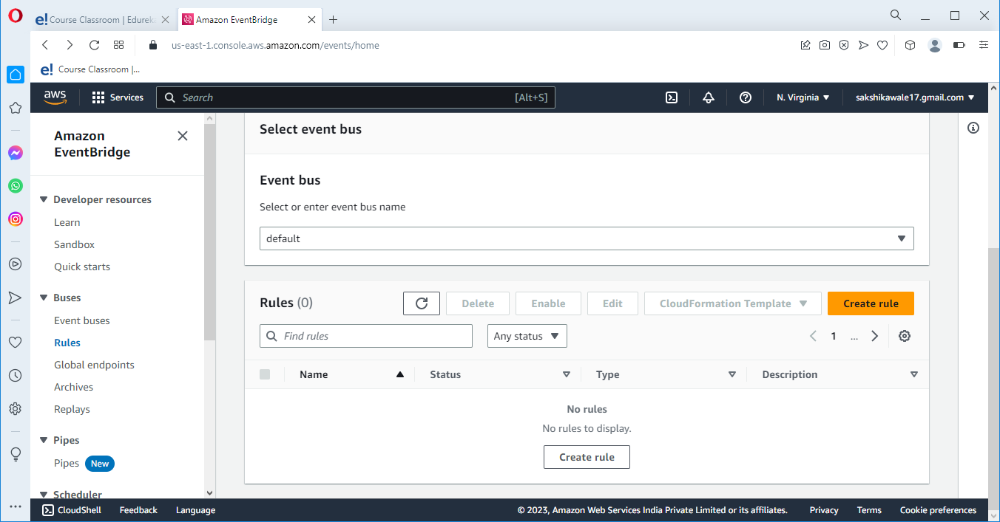 e! Course Classroom | Edurek
Amazon EventBridge
us-east-1.console.aws.amazon.com/events/home
e! Course Classroom |...
aws
Services
Search
[Alt+S]
N. Virginia
sakshikawale17.gmail.com
Amazon
EventBridge
Developer resources
Learn
Sandbox
Quick starts
Buses
Event buses
Rules
Global endpoints
Archives
Replays
Pipes
Pipes New
Scheduler
Select event bus
Event bus
Select or enter event bus name
default
Rules (0)
Delete
Enable
Edit
CloudFormation Template
Create rule
Find rules
Any status
1
...
Name
Status
Type
Description
No rules
No rules to display.
Create rule
CloudShell
Feedback
Language
© 2023, Amazon Web Services India Private Limited or its affiliates.
Privacy
Terms
Cookie preferences